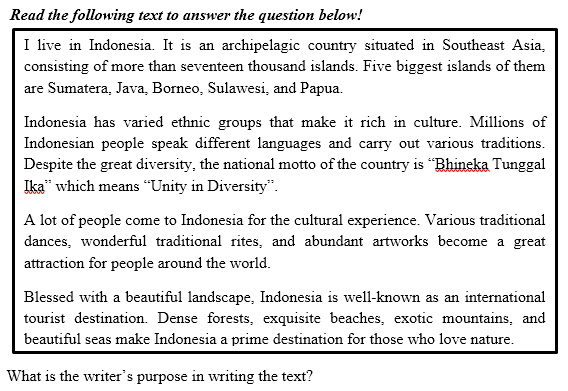 Read the following text to answer the question below!
I live in Indonesia. It is an archipelagic country situated in Southeast Asia,
consisting of more than seventeen thousand islands. Five biggest islands of them
are Sumatera, Java, Borneo, Sulawesi, and Papua.
Indonesia has varied ethnic groups that make it rich in culture. Millions of
Indonesian people speak different languages and carry out various traditions.
Despite the great diversity, the national motto of the country is “Bhineka Tunggal
Ika” which means “Unity in Diversity”.
A lot of people come to Indonesia for the cultural experience. Various traditional
dances, wonderful traditional rites, and abundant artworks become a great
attraction for people around the world.
Blessed with a beautiful landscape, Indonesia is well-known as an international
tourist destination. Dense forests, exquisite beaches, exotic mountains, and
beautiful seas make Indonesia a prime destination for those who love nature.
What is the writer’s purpose in writing the text?